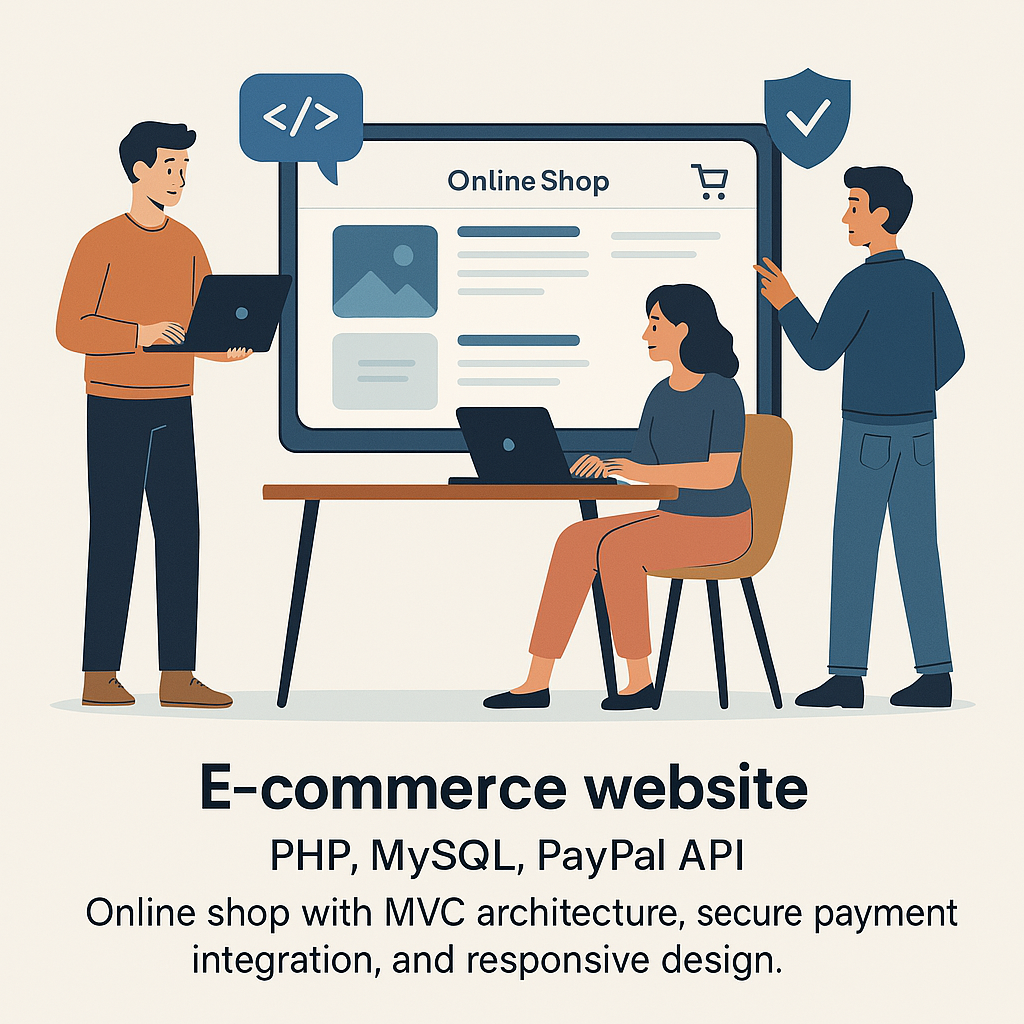 </>
Online Shop
E-commerce website
PHP, MySQL, PayPal API
Online shop with MVC architecture, secure payment
integration, and responsive design.